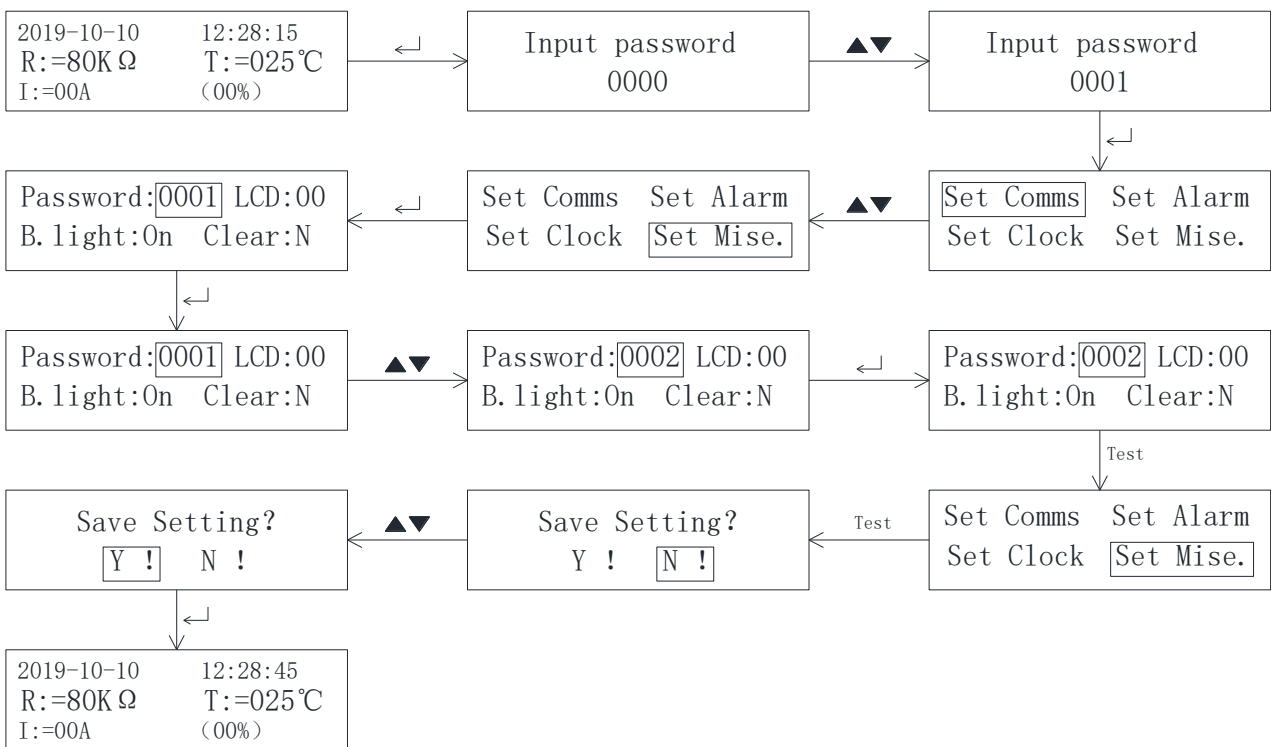 2019-10-10 12:28:15
R:=80KΩ T:=025℃
I:=00A (00%)
Input password
0000
Input password
0001
Password:0001 LCD:00
B.light:On Clear:N
Set Comms Set Alarm
Set Clock Set Mise.
Set Comms Set Alarm
Set Clock Set Mise.
Password:0001 LCD:00
B.light:On Clear:N
Password:0002 LCD:00
B.light:On Clear:N
Password:0002 LCD:00
B.light:On Clear:N
Test
Save Setting?
Y ! N !
Save Setting?
Y ! N !
Test
Set Comms Set Alarm
Set Clock Set Mise.
2019-10-10 12:28:45
R:=80KΩ T:=025℃
I:=00A (00%)